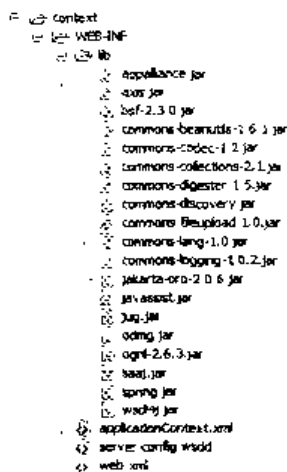 context
WEB-INF
lib
appaliance.jar
axis.jar
bsf-2.3.0.jar
commons-beanutils-1.6.1.jar
commons-codec-1.2.jar
commons-collections-2.1.jar
commons-digester-1.5.jar
commons-discovery.jar
commons-fileupload-1.0.jar
commons-lang-1.0.jar
commons-logging-1.0.2.jar
jakarta-oro-2.0.6.jar
javassist.jar
jug.jar
odmg.jar
ognl-2.6.3.jar
saaj.jar
spring.jar
wsdl4j.jar
applicationContext.xml
server-config.wsdd
web.xml